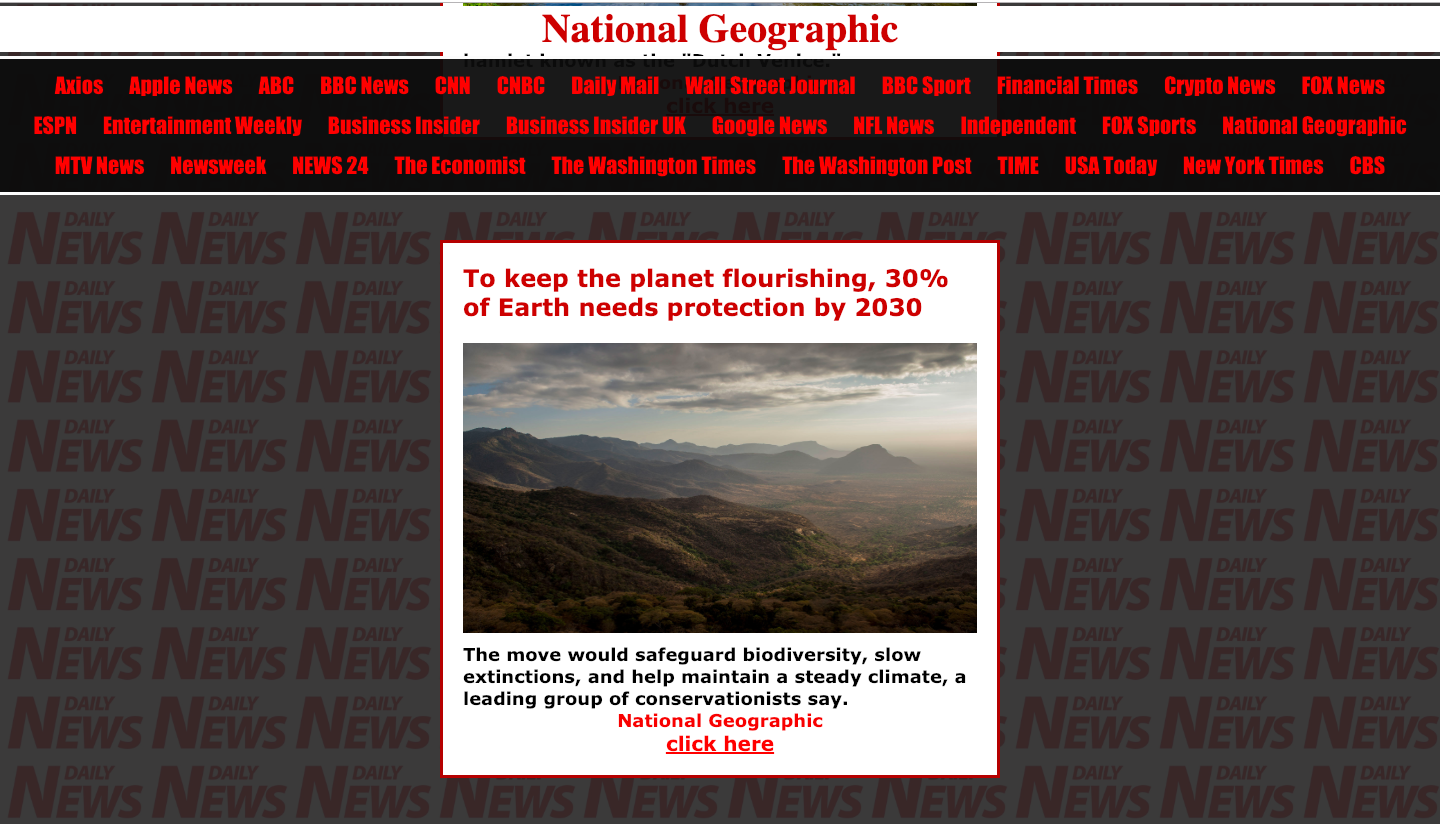 National Geographic
hamlet known as the "Dutch Venice."
click here
Axios Apple News ABC BBC News CNN CNBC Daily Mail Wall Street Journal BBC Sport Financial Times Crypto News FOX News
ESPN Entertainment Weekly Business Insider Business Insider UK Google News NFL News Independent FOX Sports National Geographic
MTV News Newsweek NEWS 24 The Economist The Washington Times The Washington Post TIME USA Today New York Times CBS
DAILY NEWS
To keep the planet flourishing, 30%
of Earth needs protection by 2030
The move would safeguard biodiversity, slow
extinctions, and help maintain a steady climate, a
leading group of conservationists say.
National Geographic
click here